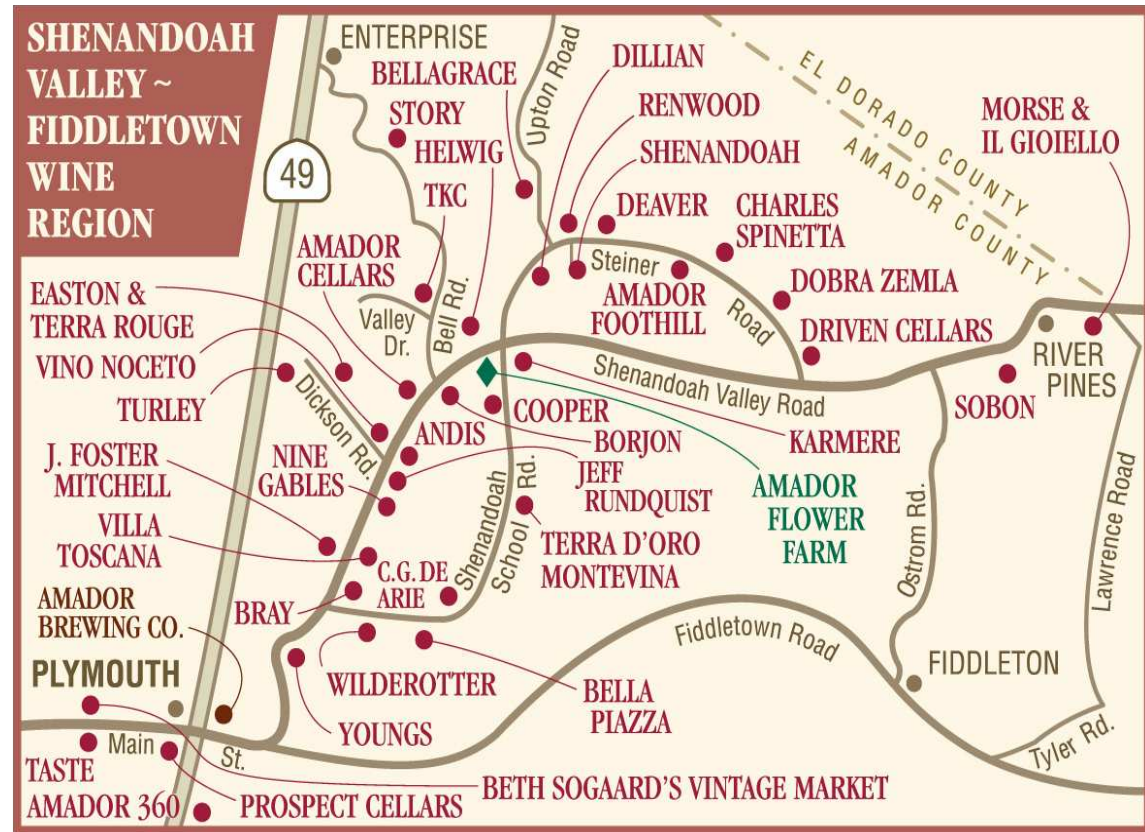 SHENANDOAH
VALLEY ~
FIDDLETOWN
WINE
REGION
49
ENTERPRISE
BELLAGRACE
STORY
HELWIG
TKC
AMADOR
CELLARS
Upton Road
DILLIAN
RENWOOD
SHENANDOAH
DEAVER
CHARLES
SPINETTA
EL DORADO COUNTY
AMADOR COUNTY
MORSE &
IL GIOIELLO
Steiner
Road
AMADOR
FOOTHILL
DOBRA ZEMLA
DRIVEN CELLARS
EASTON &
TERRA ROUGE
VINO NOCETO
TURLEY
Valley
Dr.
Bell Rd.
Dickson Rd.
Shenandoah Valley Road
RIVER
PINES
SOBON
COOPER
BORJON
KARMERE
ANDIS
JEFF
RUNDQUIST
NINE
GABLES
J. FOSTER
MITCHELL
VILLA
TOSCANA
Shenandoah
School Rd.
TERRA D'ORO
MONTEVINA
AMADOR
FLOWER
FARM
Ostrom Rd.
Lawrence Road
C.G. DE
ARIE
BRAY
AMADOR
BREWING CO.
PLYMOUTH
WILDEROTTER
BELLA
PIAZZA
YOUNGS
Fiddletown Road
FIDDLETON
Tyler Rd.
Main
St.
TASTE
AMADOR 360
PROSPECT CELLARS
BETH SOGAARD'S VINTAGE MARKET